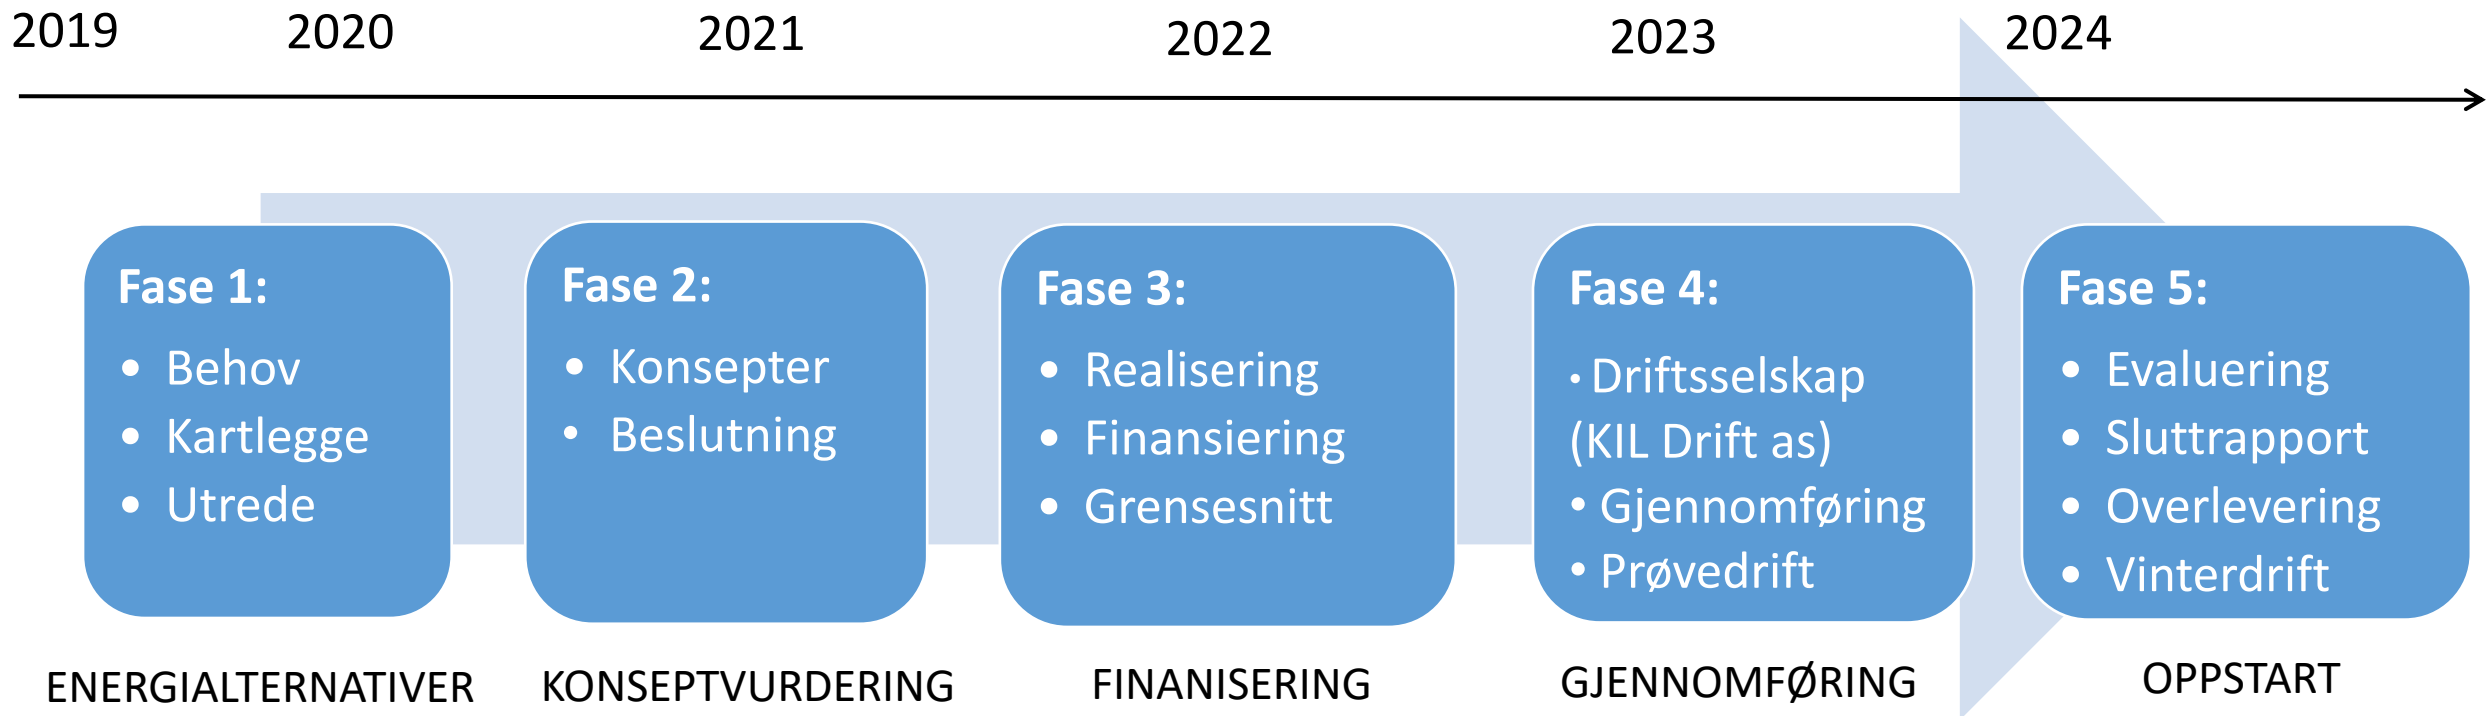 2019 2020 2021 2022 2023 2024
Fase 1:
• Behov
• Kartlegge
• Utrede
ENERGIALTERNATIVER
Fase 2:
• Konsepter
• Beslutning
KONSEPTVURDERING
Fase 3:
• Realisering
• Finansiering
• Grensesnitt
FINANISERING
Fase 4:
• Driftsselskap
(KIL Drift as)
• Gjennomføring
• Prøvedrift
GJENNOMFØRING
Fase 5:
• Evaluering
• Sluttrapport
• Overlevering
• Vinterdrift
OPPSTART